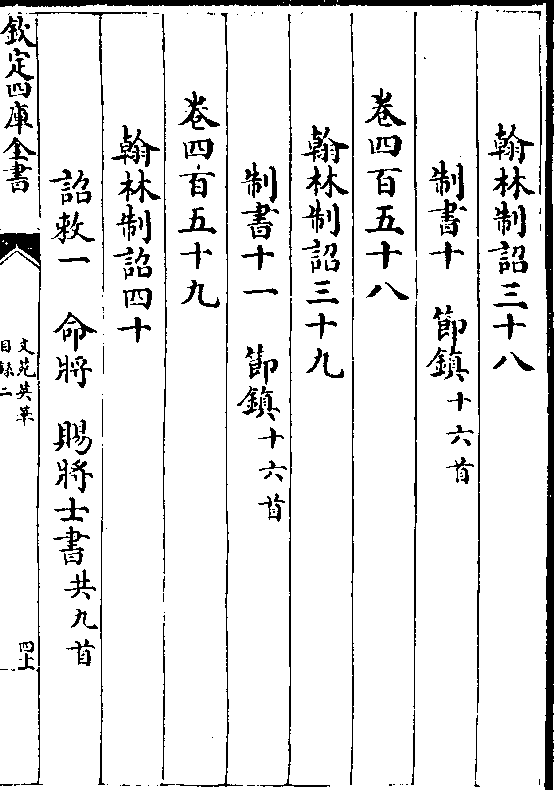 翰林制詔三十八
制書十　節鎮十六首
卷四百五十八
翰林制詔三十九
制書十一　節鎮十六首
卷四百五十九
翰林制詔四十
詔敕一　命將　賜將士書共九首
欽定四庫全書
文苑英華
目錄二
四上